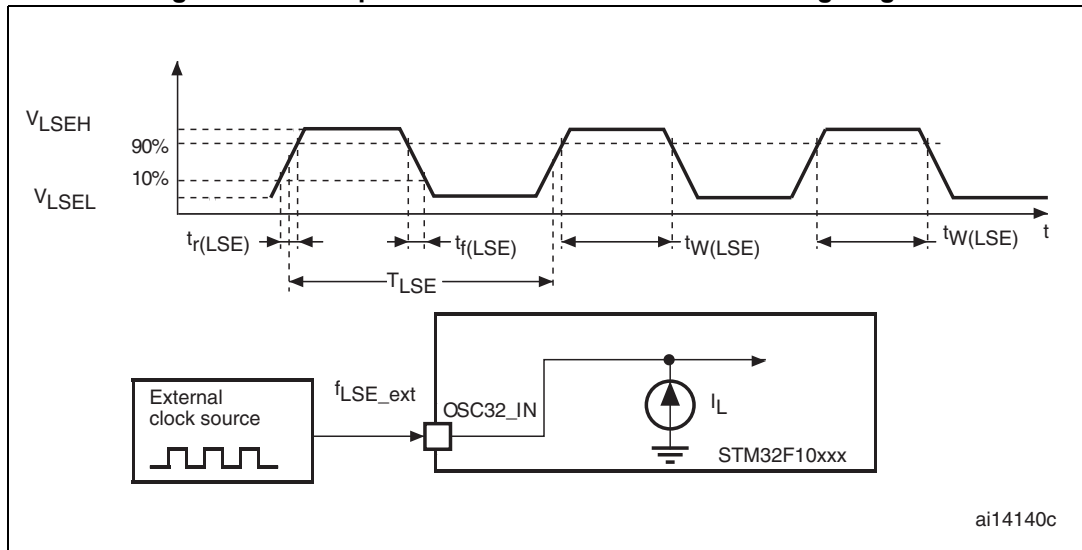 V_LSEH
90%
10%
V_LSEL
t_r(LSE)
t_f(LSE)
t_W(LSE)
t_W(LSE)
t
T_LSE
External
clock source
f_LSE_ext
OSC32_IN
I_L
STM32F10xxx
ai14140c